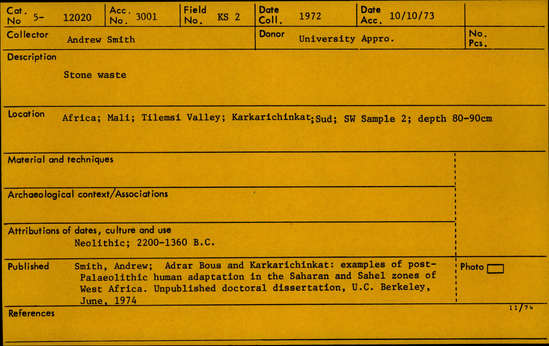 Cat. No 5- 12020 Acc. No. 3001 Field No. KS 2 Date Coll. 1972 Date Acc. 10/10/73
Collector Andrew Smith Donor University Appro. No. Pcs.
Description
Stone waste
Location Africa; Mali; Tilemsi Valley; Karkarichinkat;Sud; SW Sample 2; depth 80-90cm
Material and techniques
Archaeological context/Associations
Attributions of dates, culture and use
Neolithic; 2200-1360 B.C.
Published Smith, Andrew; Adrar Bous and Karkarichinkat: examples of post- Photo
Palaeolithic human adaptation in the Saharan and Sahel zones of
West Africa. Unpublished doctoral dissertation, U.C. Berkeley,
June, 1974
References 11/74